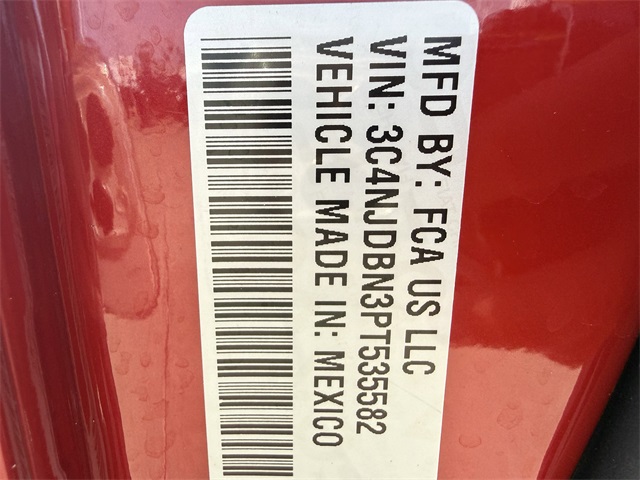 MFD BY: FCA US LLC
VIN: 3C4NJDBN3PT535582
VEHICLE MADE IN: MEXICO